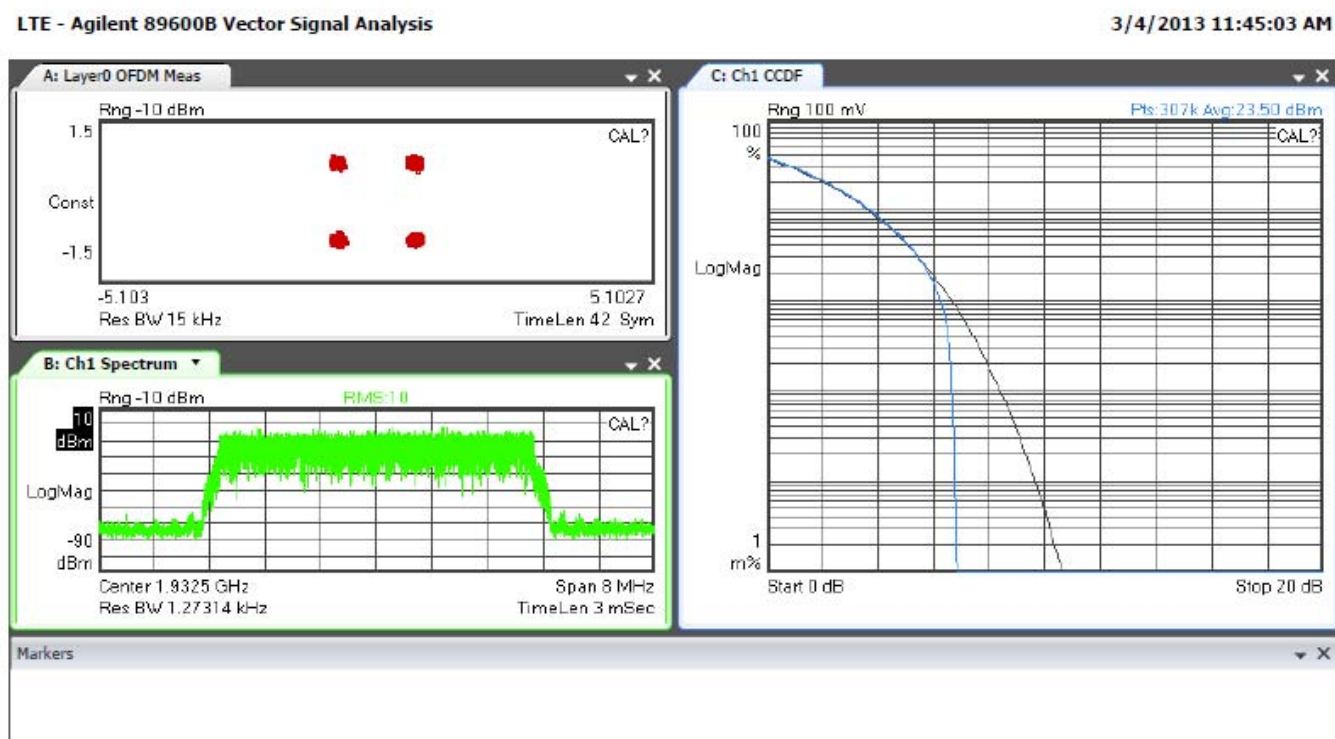 LTE - Agilent 89600B Vector Signal Analysis 3/4/2013 11:45:03 AM
A: Layer0 OFDM Meas
Rng -10 dBm
1.5
CAL?
Const
-1.5
-5.103 5.1027
Res BW 15 kHz TimeLen 42 Sym
B: Ch1 Spectrum
Rng -10 dBm RMS:10
10
dBm
CAL?
LogMag
-90
dBm
Center 1.9325 GHz Span 8 MHz
Res BW 1.27314 kHz TimeLen 3 mSec
C: Ch1 CCDF
Rng 100 mV Pts:307k Avg:23.50 dBm
100
%
CAL?
LogMag
1
m%
Start 0 dB Stop 20 dB
Markers